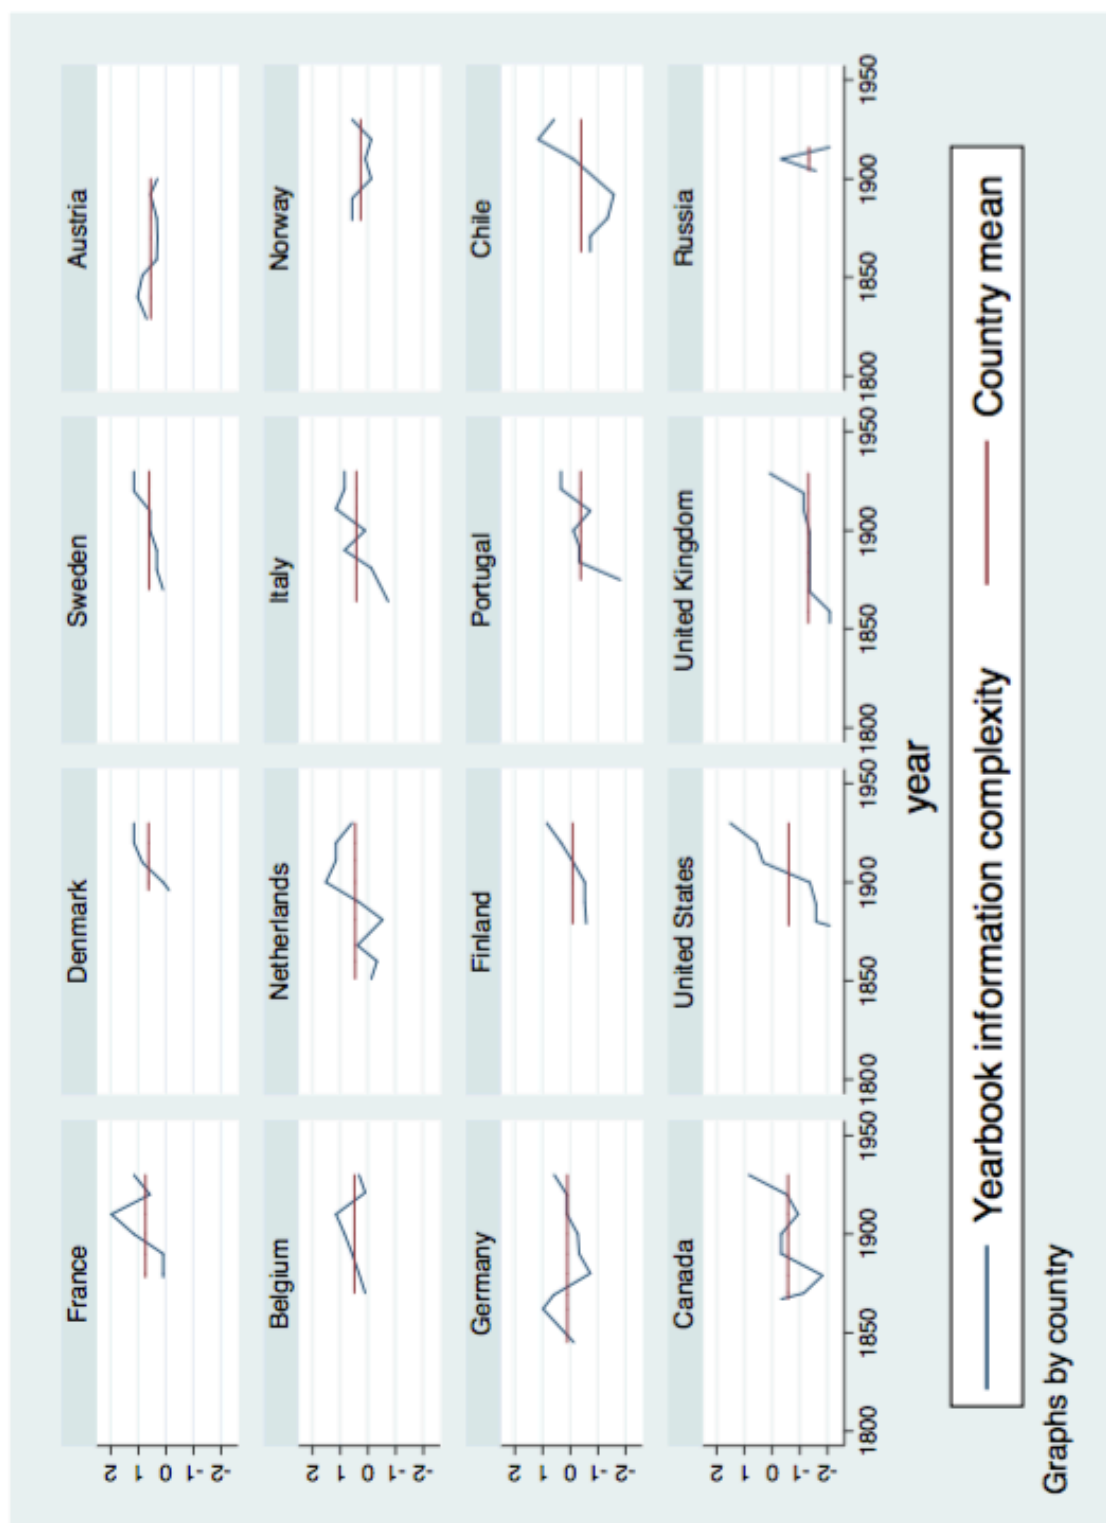 France
Denmark
Sweden
Austria
2
1
0
-1
-2
Belgium
Netherlands
Italy
Norway
2
1
0
-1
-2
Germany
Finland
Portugal
Chile
2
1
0
-1
-2
Canada
United States
United Kingdom
Russia
2
1
0
-1
-2
1800 1850 1900 1950 1800 1850 1900 1950 1800 1850 1900 1950 1800 1850 1900 1950
year
Yearbook information complexity Country mean
Graphs by country